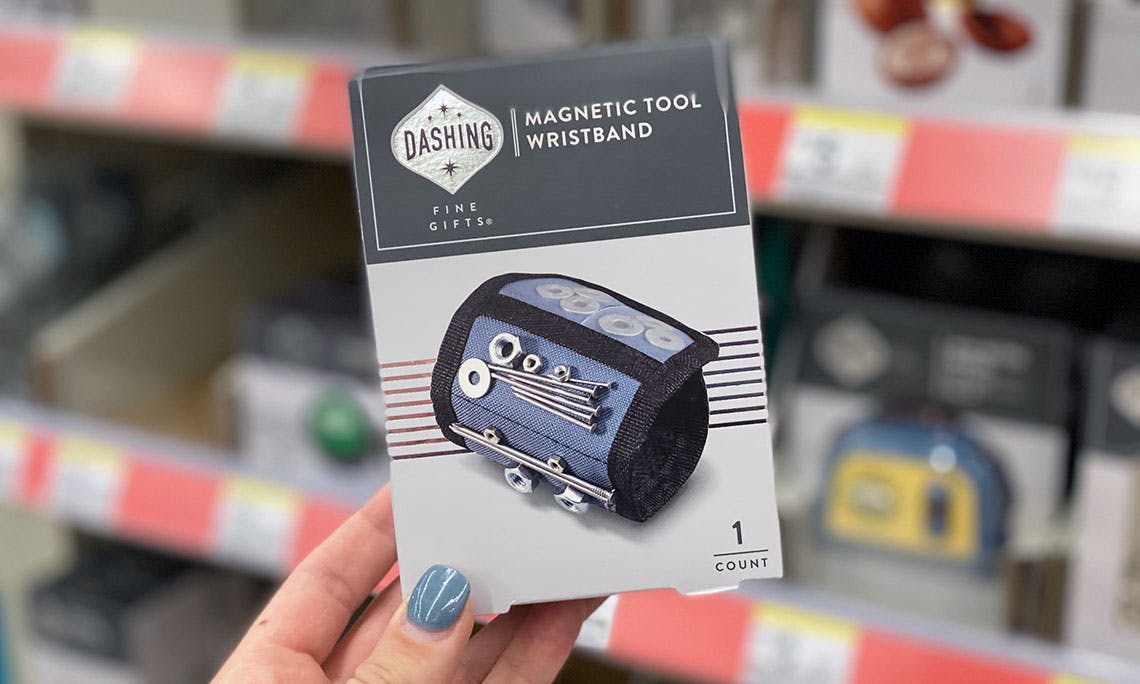 DASHING
FINE
GIFTS®
MAGNETIC TOOL
WRISTBAND
1
COUNT